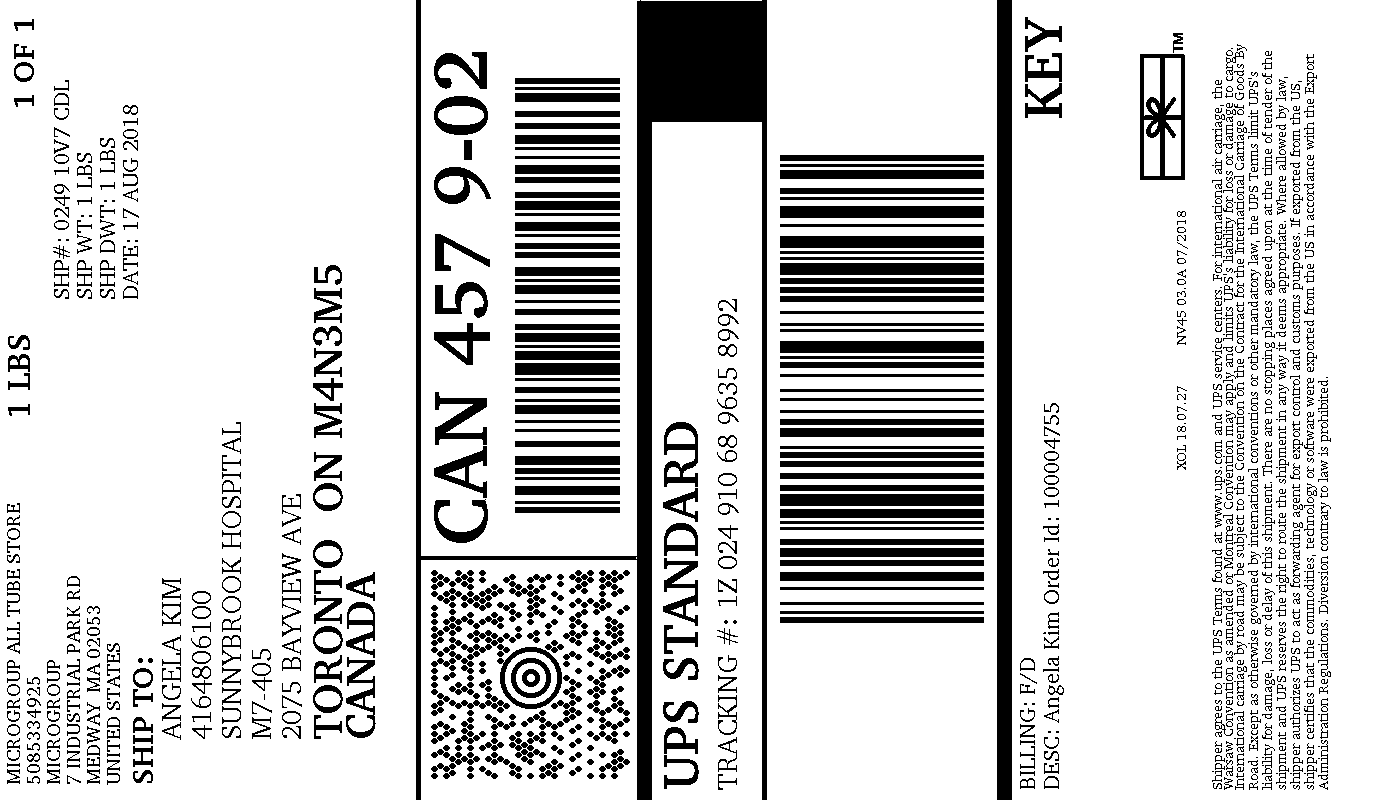 MICROGROUP ALL TUBE STORE
5085334925
MICROGROUP
7 INDUSTRIAL PARK RD
MEDWAY MA 02053
UNITED STATES
1 LBS
1 OF 1
SHP#: 0249 10V7 CDL
SHP WT: 1 LBS
SHP DWT: 1 LBS
DATE: 17 AUG 2018
SHIP TO:
ANGELA KIM
4164806100
SUNNYBROOK HOSPITAL
M7-405
2075 BAYVIEW AVE
TORONTO ON M4N3M5
CANADA
CAN 457 9-02
UPS STANDARD
TRACKING #: 1Z 024 910 68 9635 8992
BILLING: F/D
DESC: Angela Kim Order Id: 100004755
KEY
TM
XOL 18.07.27 NV45 03.0A 07/2018
Shipper agrees to the UPS Terms found at www.ups.com and UPS service centers. For international air carriage, the
Warsaw Convention as amended or Montreal Convention may apply and limits UPS's liability for loss or damage to cargo.
International carriage by road may be subject to the Convention on the Contract for the International Carriage of Goods By
Road. Except as otherwise governed by international conventions or other mandatory law, the UPS Terms limit UPS's
liability for damage, loss or delay of this shipment. There are no stopping places agreed upon at the time of tender of the
shipment and UPS reserves the right to route the shipment in any way it deems appropriate. Where allowed by law,
shipper authorizes UPS to act as forwarding agent for export control and customs purposes. If exported from the US,
shipper certifies that the commodities, technology or software were exported from the US in accordance with the Export
Administration Regulations. Diversion contrary to law is prohibited.